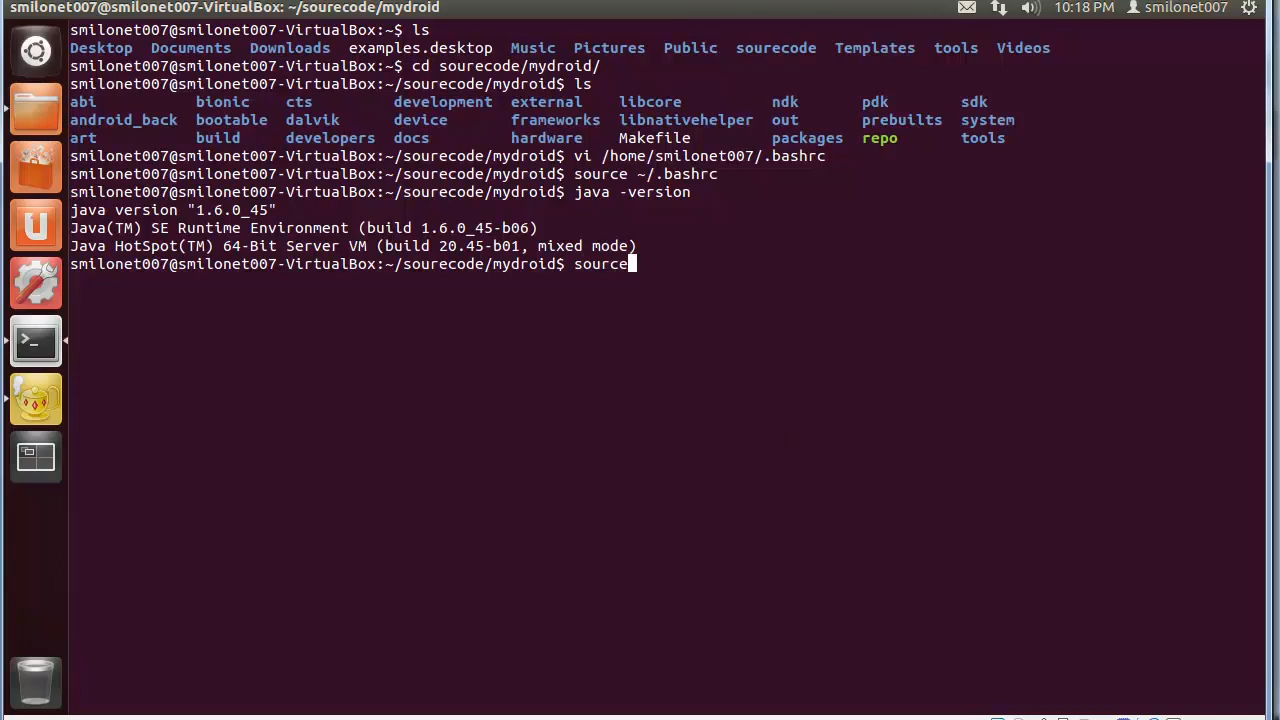 smilonet007@smilonet007-VirtualBox: ~/sourecode/mydroid 10:18 PM smilonet007
smilonet007@smilonet007-VirtualBox:~$ ls
Desktop Documents Downloads examples.desktop Music Pictures Public sourecode Templates tools Videos
smilonet007@smilonet007-VirtualBox:~$ cd sourecode/mydroid/
smilonet007@smilonet007-VirtualBox:~/sourecode/mydroid$ ls
abi bionic cts development external libcore ndk pdk sdk
android_back bootable dalvik device frameworks libnativehelper out prebuilts system
art build developers docs hardware Makefile packages repo tools
smilonet007@smilonet007-VirtualBox:~/sourecode/mydroid$ vi /home/smilonet007/.bashrc
smilonet007@smilonet007-VirtualBox:~/sourecode/mydroid$ source ~/.bashrc
smilonet007@smilonet007-VirtualBox:~/sourecode/mydroid$ java -version
java version "1.6.0_45"
Java(TM) SE Runtime Environment (build 1.6.0_45-b06)
Java HotSpot(TM) 64-Bit Server VM (build 20.45-b01, mixed mode)
smilonet007@smilonet007-VirtualBox:~/sourecode/mydroid$ source